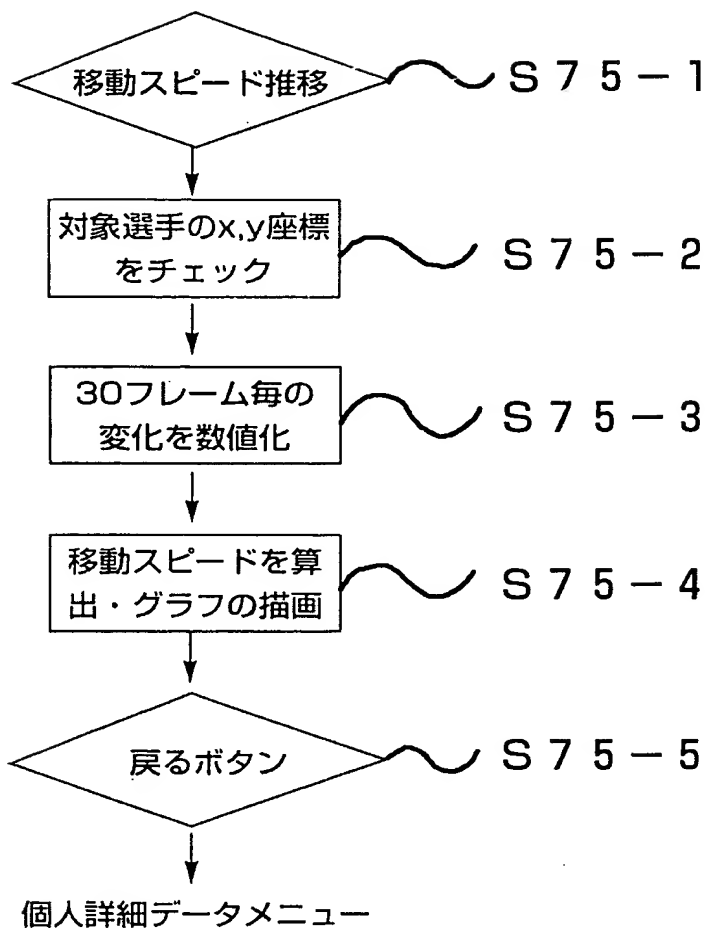 移動スピード推移
S75－1
対象選手のx,y座標
をチェック
S75－2
30フレーム毎の
変化を数値化
S75－3
移動スピードを算
出・グラフの描画
S75－4
戻るボタン
S75－5
個人詳細データメニュー